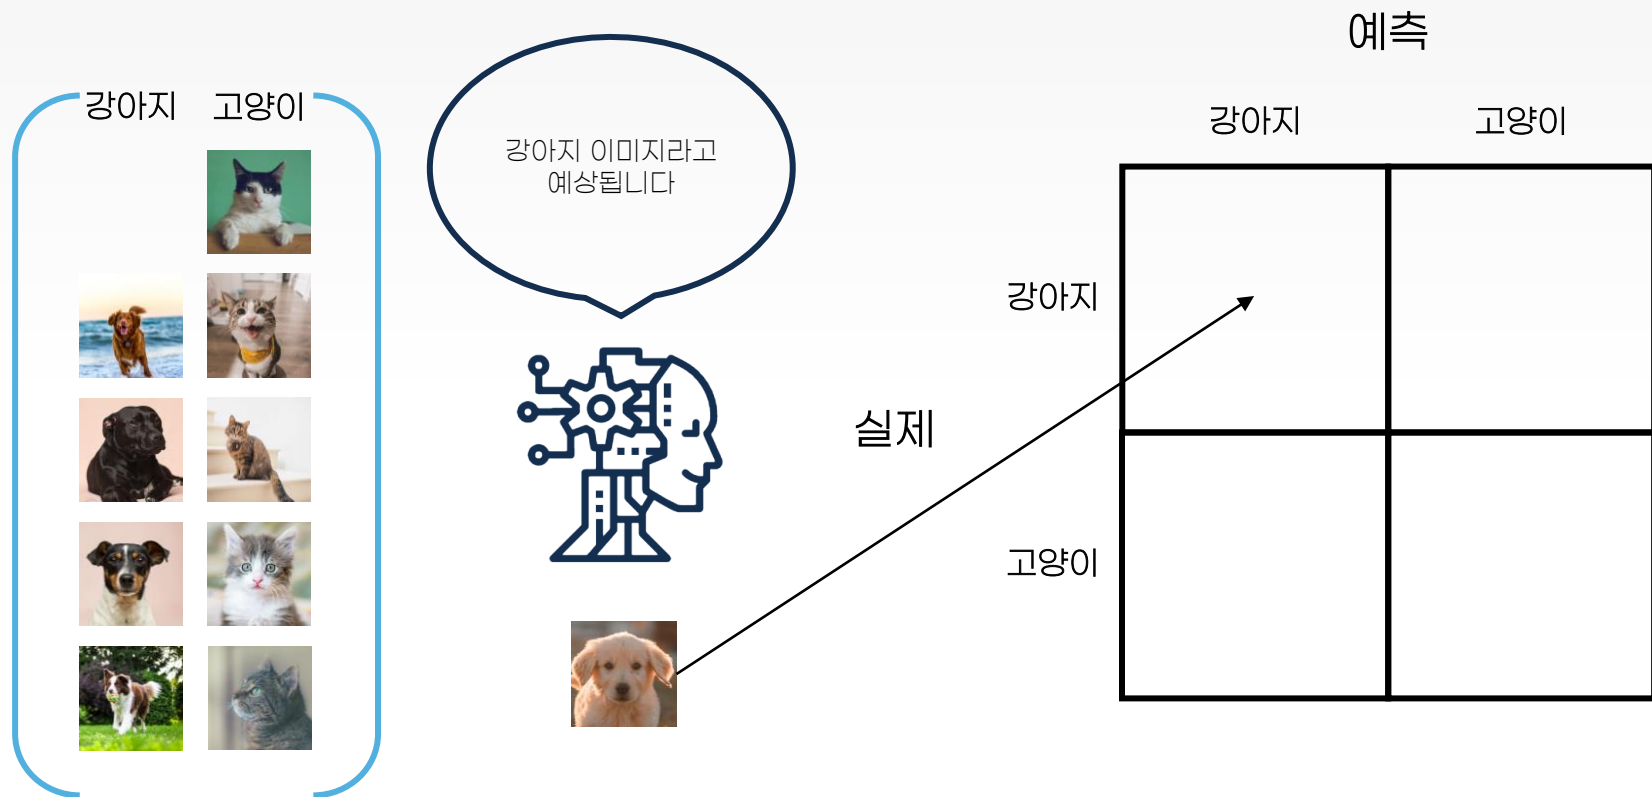 예측
강아지 고양이
강아지 이미지라고
예상됩니다
강아지 고양이
강아지
실제
고양이